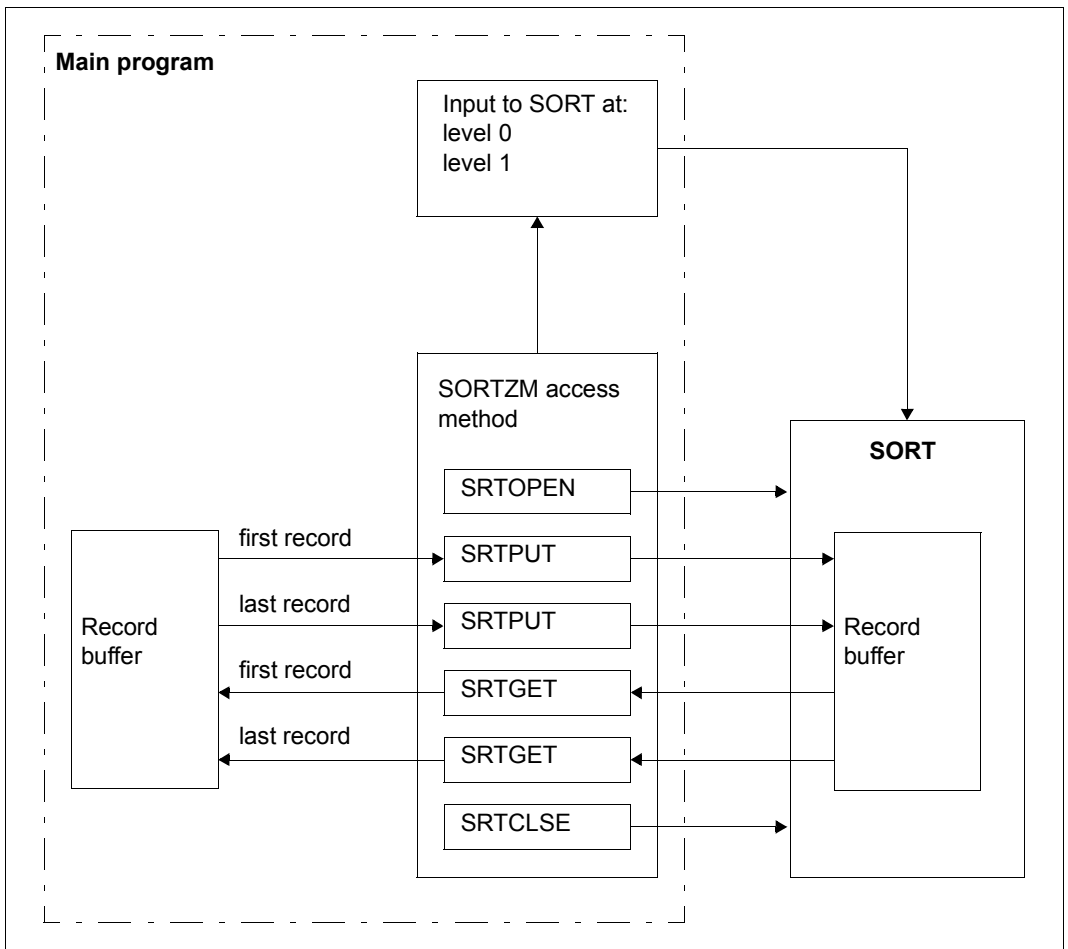 Main program
Input to SORT at:
level 0
level 1
SORTZM access
method
SORT
SRTOPEN
first record
SRTPUT
last record
SRTPUT
Record
buffer
Record
buffer
first record
SRTGET
last record
SRTGET
SRTCLSE